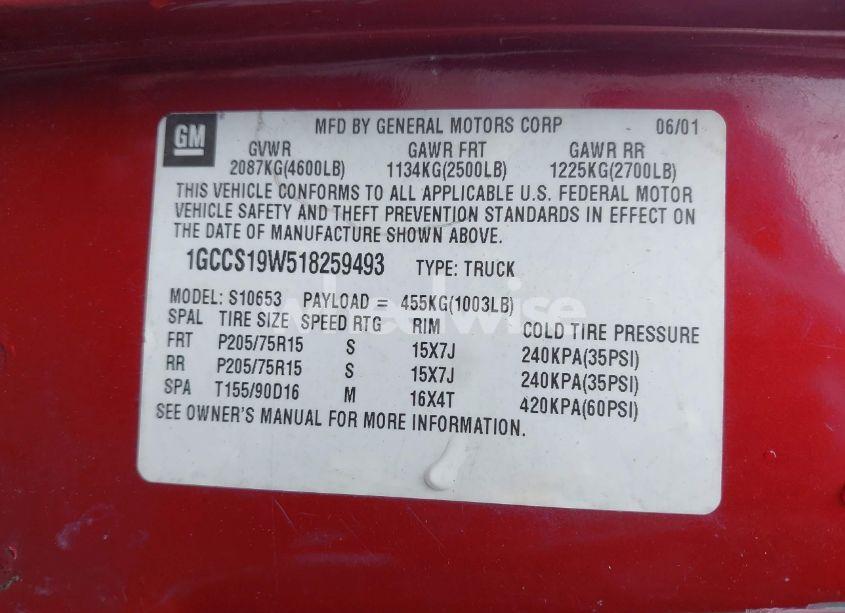 GM
MFD BY GENERAL MOTORS CORP 06/01
GVWR GAWR FRT GAWR RR
2087KG(4600LB) 1134KG(2500LB) 1225KG(2700LB)
THIS VEHICLE CONFORMS TO ALL APPLICABLE U.S. FEDERAL MOTOR
VEHICLE SAFETY AND THEFT PREVENTION STANDARDS IN EFFECT ON
THE DATE OF MANUFACTURE SHOWN ABOVE.
1GCCS19W518259493 TYPE: TRUCK
MODEL: S10653 PAYLOAD = 455KG(1003LB)
SPAL TIRE SIZE SPEED RTG RIM COLD TIRE PRESSURE
FRT P205/75R15 S 15X7J 240KPA(35PSI)
RR P205/75R15 S 15X7J 240KPA(35PSI)
SPA T155/90D16 M 16X4T 420KPA(60PSI)
SEE OWNER'S MANUAL FOR MORE INFORMATION.